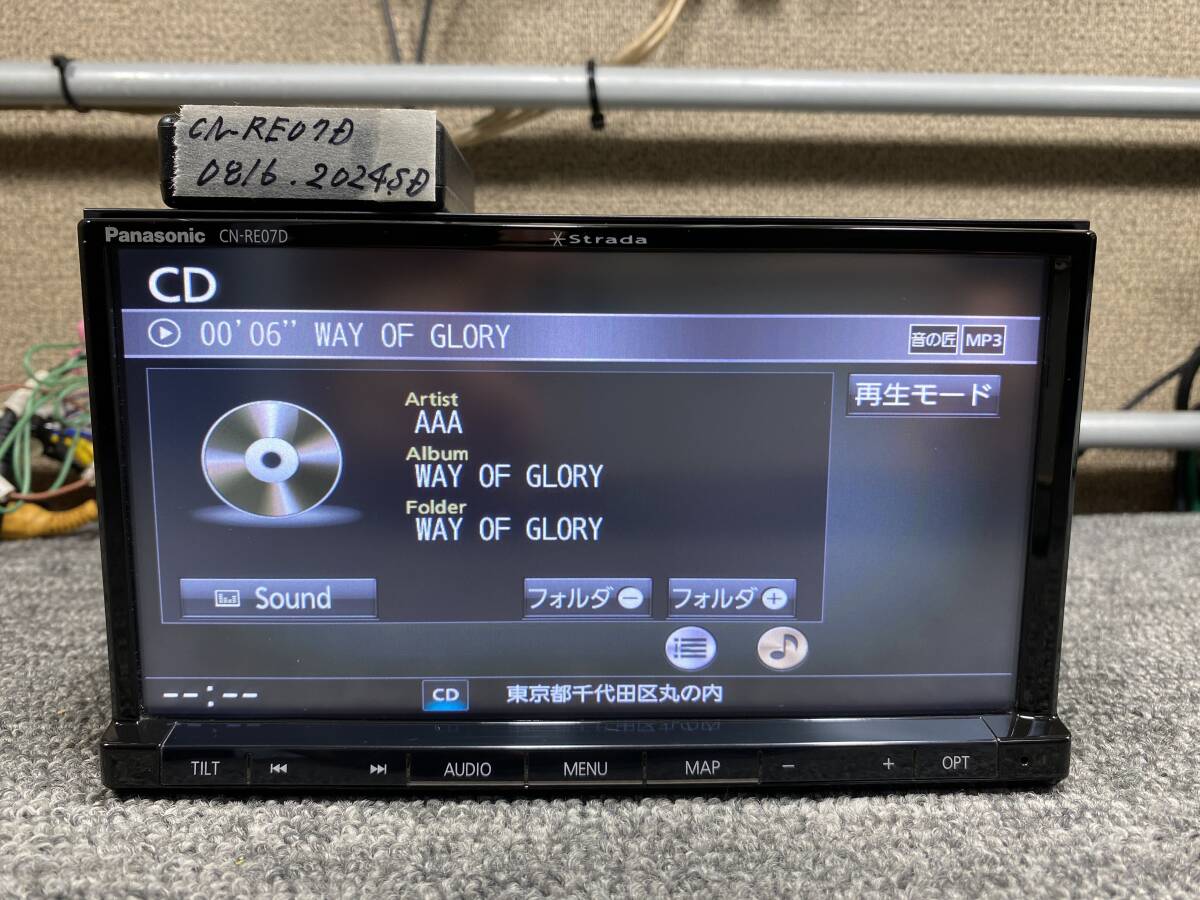 CN-RE07D
0816.2024SD
Panasonic CN-RE07D Strada
CD
00'06" WAY OF GLORY 音の匠 MP3
再生モード
Artist
AAA
Album
WAY OF GLORY
Folder
WAY OF GLORY
Sound フォルダ － フォルダ ＋
--:-- CD 東京都千代田区丸の内
TILT AUDIO MENU MAP － + OPT